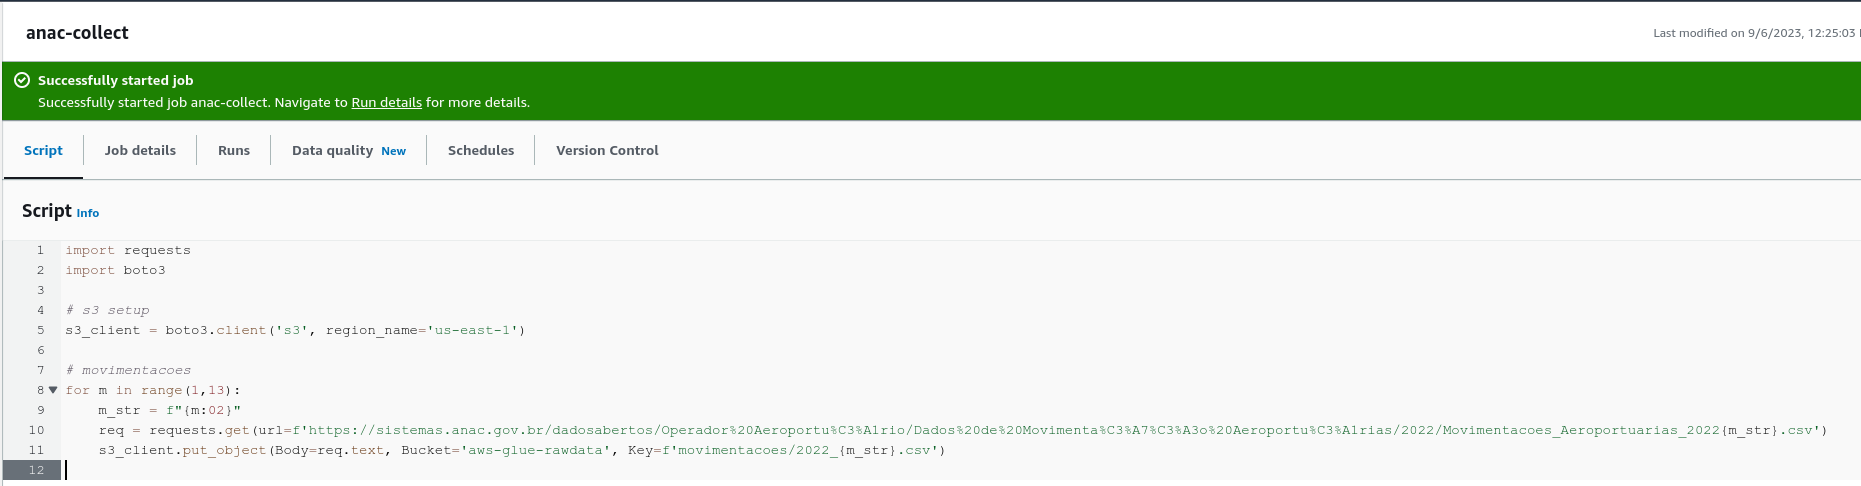 anac-collect
Last modified on 9/6/2023, 12:25:03
Successfully started job
Successfully started job anac-collect. Navigate to Run details for more details.
Script Job details Runs Data quality New Schedules Version Control
Script Info
1 import requests
2 import boto3
3
4 # s3 setup
5 s3_client = boto3.client('s3', region_name='us-east-1')
6
7 # movimentacoes
8 for m in range(1,13):
9     m_str = f"{m:02}"
10     req = requests.get(url=f'https://sistemas.anac.gov.br/dadosabertos/Operador%20Aeroportu%C3%A1rio/Dados%20de%20Movimenta%C3%A7%C3%A3o%20Aeroportu%C3%A1rias/2022/Movimentacoes_Aeroportuarias_2022{m_str}.csv')
11     s3_client.put_object(Body=req.text, Bucket='aws-glue-rawdata', Key=f'movimentacoes/2022_{m_str}.csv')
12